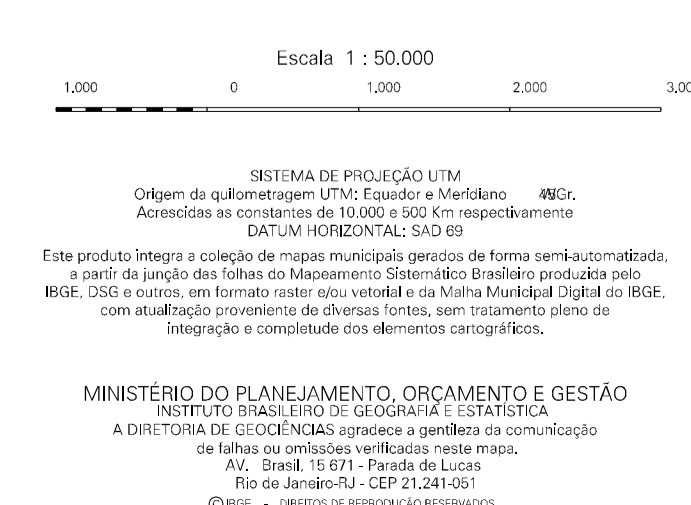 Escala 1 : 50.000
1.000 0 1.000 2.000
SISTEMA DE PROJEÇÃO UTM
Origem da quilometragem UTM: Equador e Meridiano
Acrescidas as constantes de 10.000 e 500 Km respectivamente
DATUM HORIZONTAL: SAD 69
Este produto integra a coleção de mapas municipais gerados de forma semi-automatizada,
a partir da junção das folhas do Mapeamento Sistemático Brasileiro produzida pelo
IBGE, DSG e outros, em formato raster e/ou vetorial e da Malha Municipal Digital do IBGE,
com atualização proveniente de diversas fontes, sem tratamento pleno de
integração e completude dos elementos cartográficos.
MINISTÉRIO DO PLANEJAMENTO, ORÇAMENTO E GESTÃO
INSTITUTO BRASILEIRO DE GEOGRAFIA E ESTATÍSTICA
A DIRETORIA DE GEOCIÊNCIAS agradece a gentileza da comunicação
de falhas ou omissões verificadas neste mapa.
AV. Brasil, 15 671 - Parada de Lucas
Rio de Janeiro-RJ - CEP 21.241-051
© IBGE - DIREITOS DE REPRODUÇÃO RESERVADOS